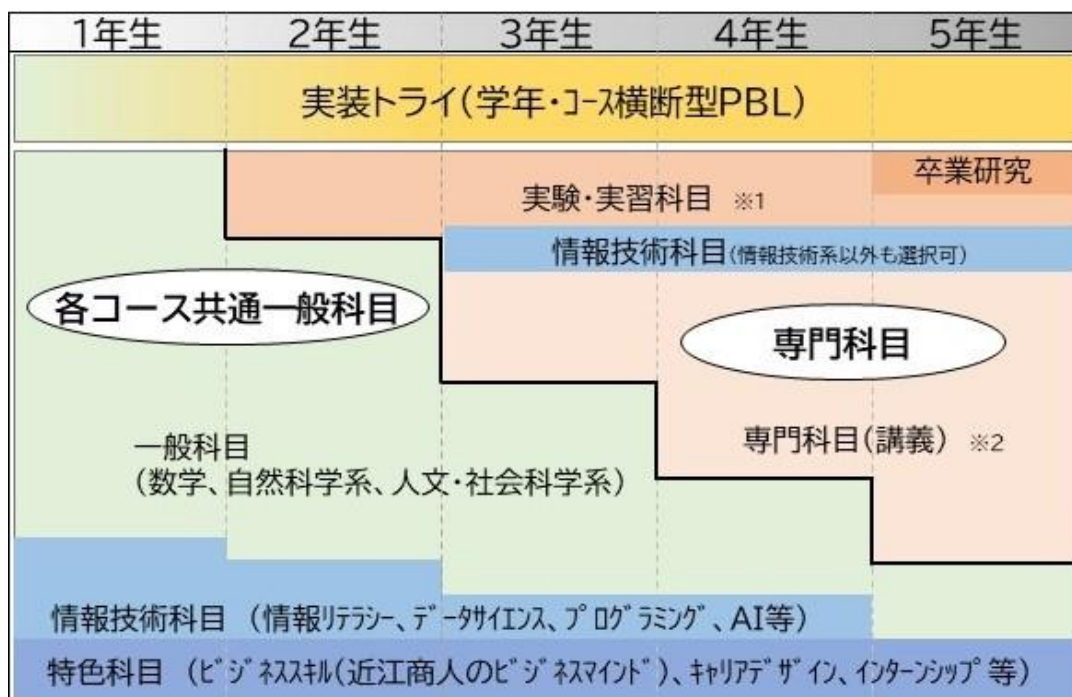 1年生 2年生 3年生 4年生 5年生
実装トライ(学年・コース横断型PBL)
卒業研究
実験・実習科目 ※1
情報技術科目(情報技術系以外も選択可)
各コース共通一般科目
専門科目
一般科目
(数学、自然科学系、人文・社会科学系)
専門科目(講義) ※2
情報技術科目 (情報リテラシー、データサイエンス、プログラミング、AI等)
特色科目 (ビジネススキル(近江商人のビジネスマインド)、キャリアデザイン、インターンシップ等)